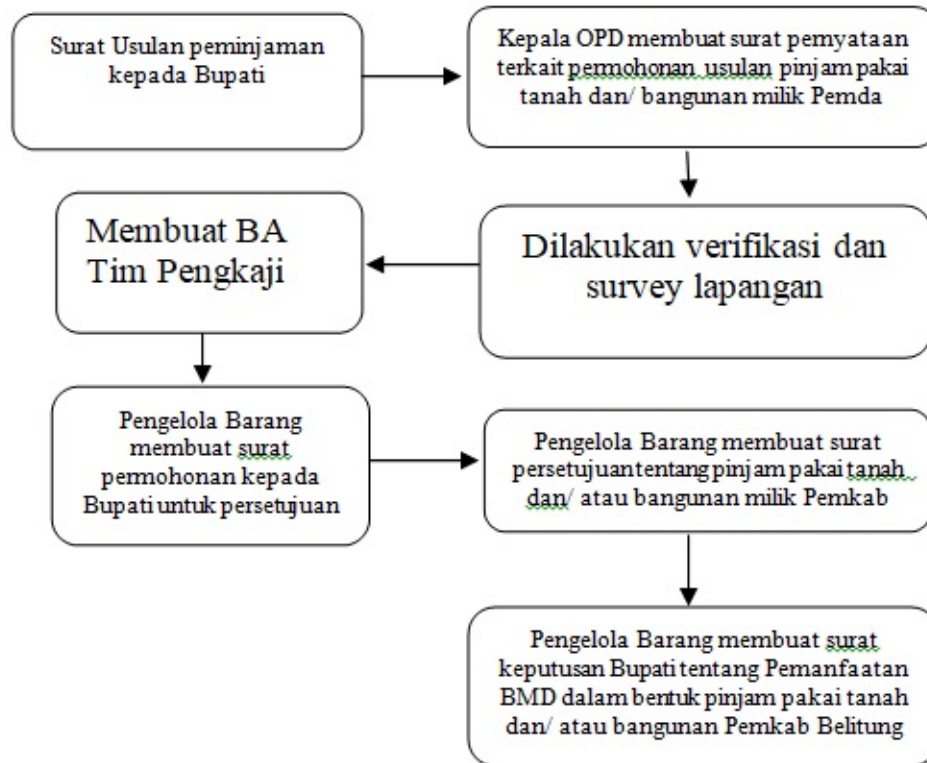 Surat Usulan peminjaman
kepada Bupati
Kepala OPD membuat surat pernyataan
terkait permohonan usulan pinjam pakai
tanah dan/ bangunan milik Pemda
Dilakukan verifikasi dan
survey lapangan
Membuat BA
Tim Pengkaji
Pengelola Barang
membuat surat
permohonan kepada
Bupati untuk persetujuan
Pengelola Barang membuat surat
persetujuan tentang pinjam pakai tanah
dan/ atau bangunan milik Pemkab
Pengelola Barang membuat surat
keputusan Bupati tentang Pemanfaatan
BMD dalam bentuk pinjam pakai tanah
dan/ atau bangunan Pemkab Belitung